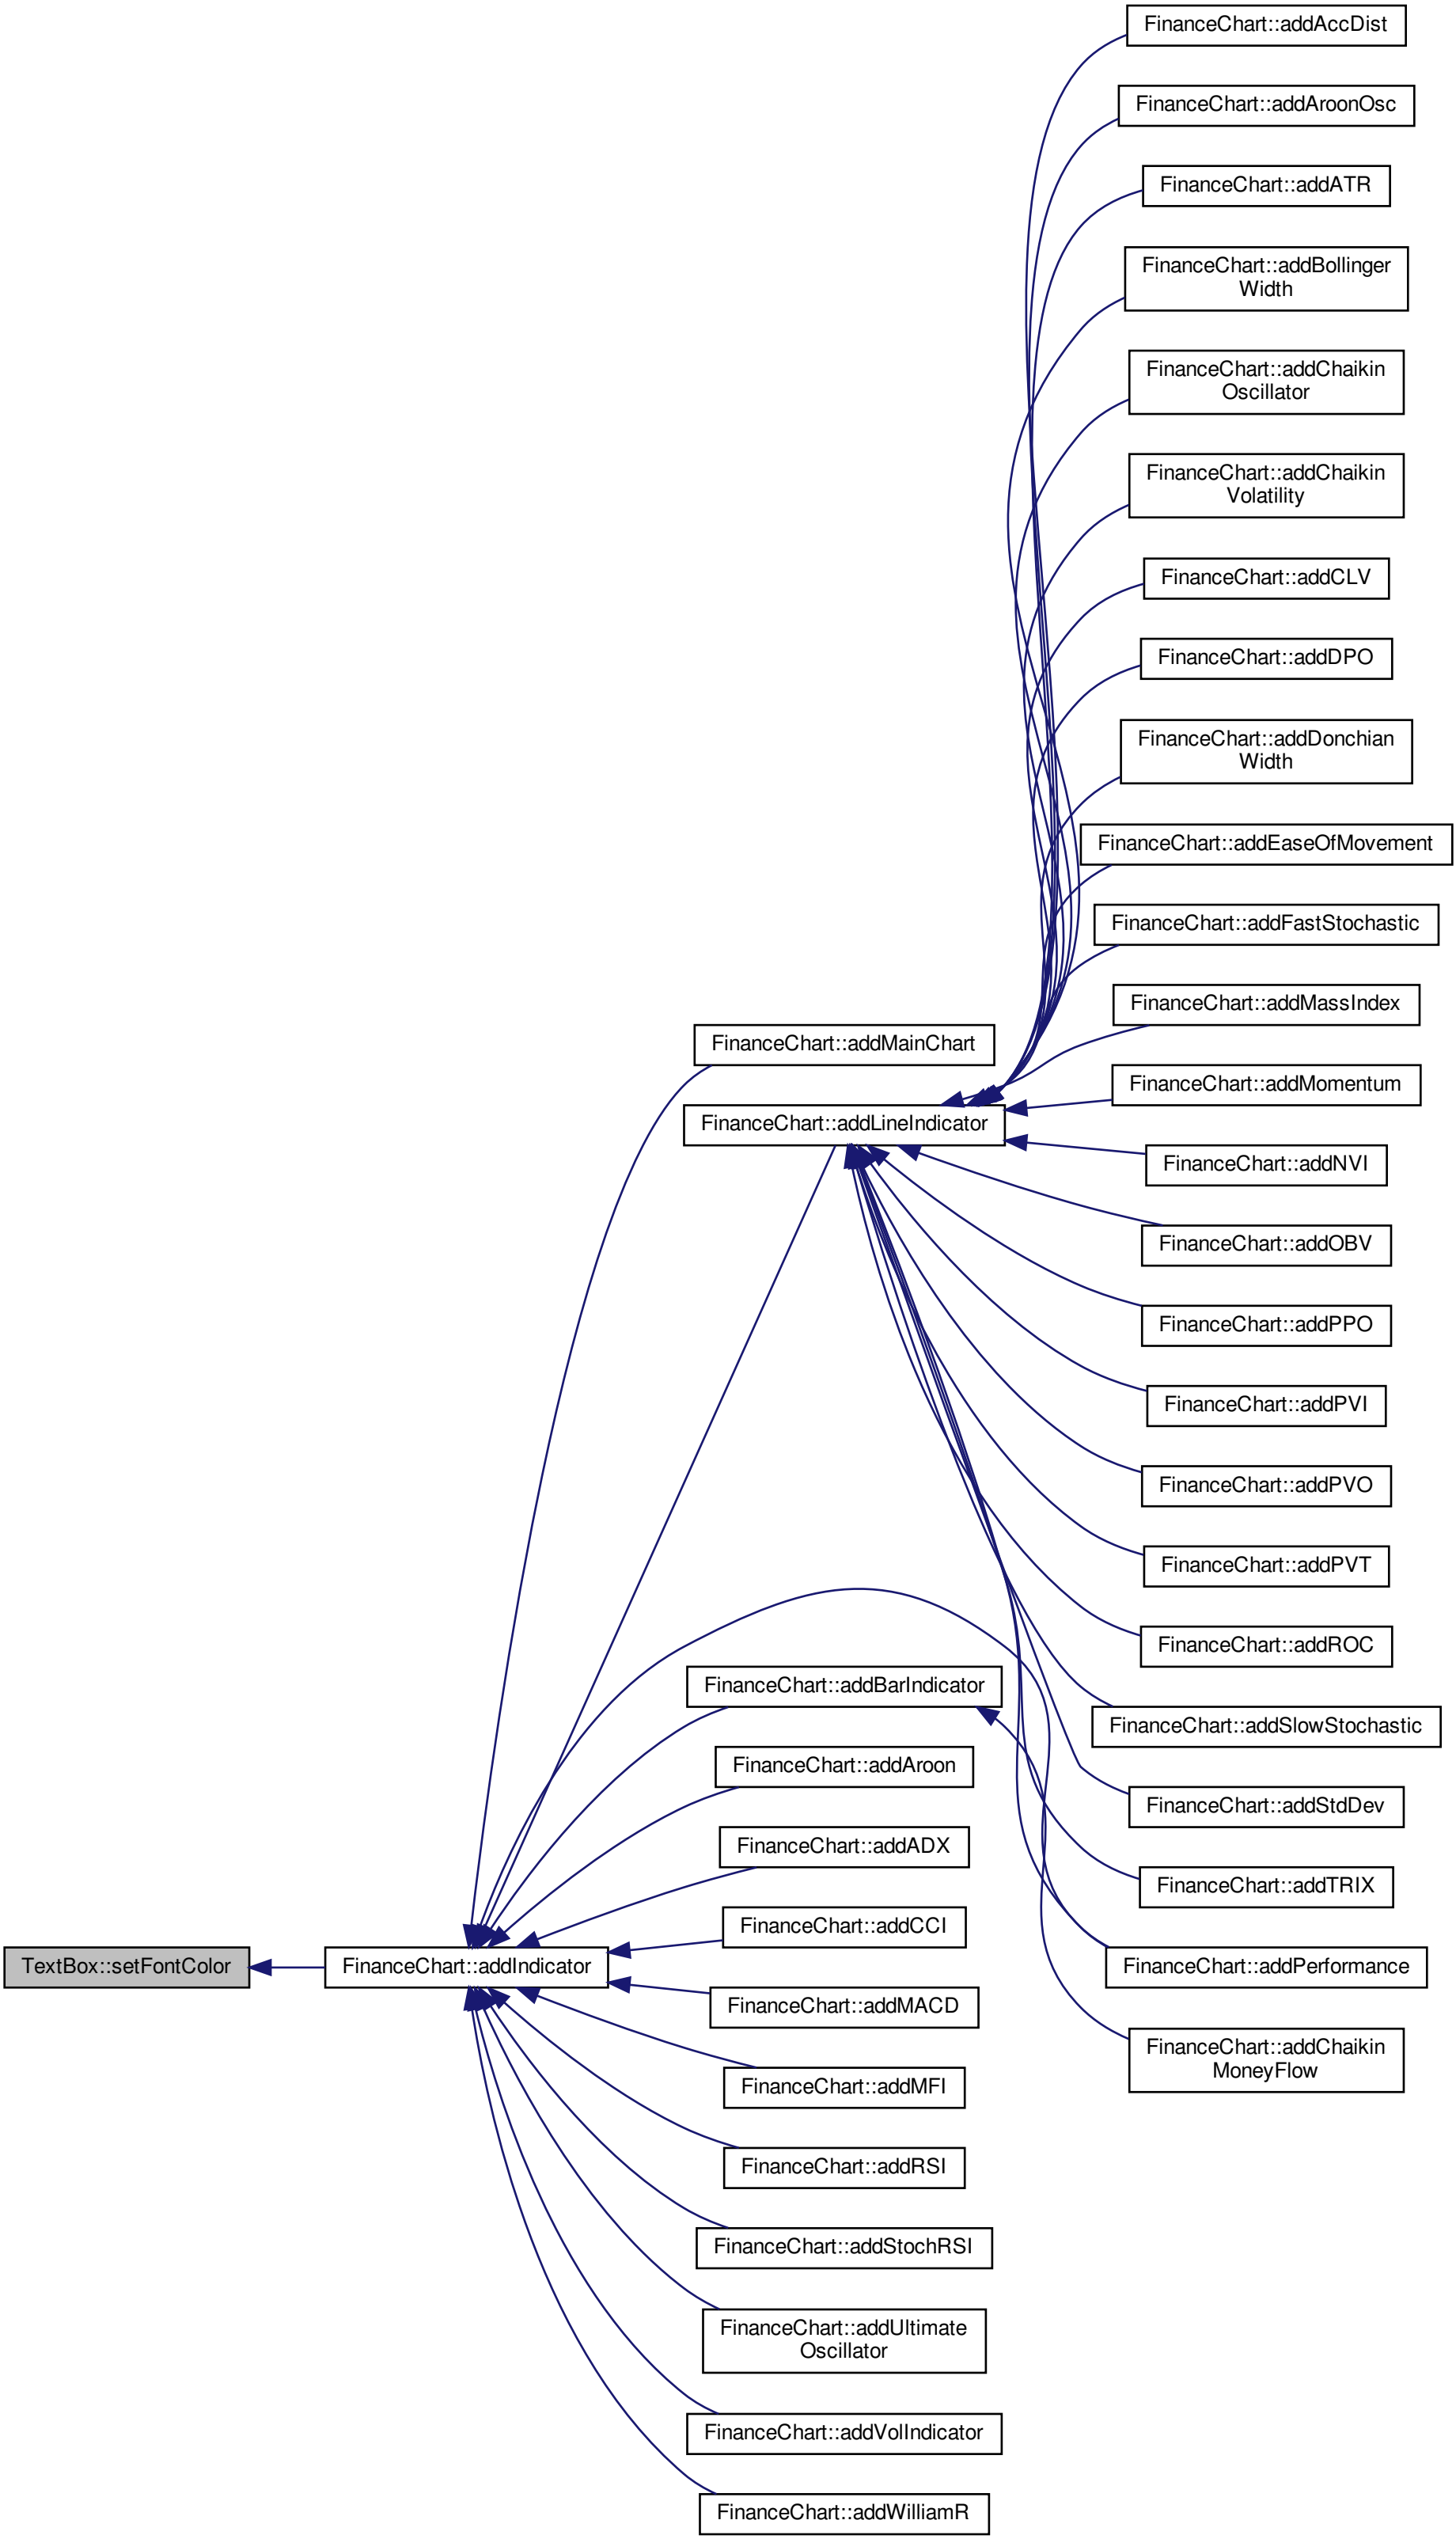 FinanceChart::addAccDist
FinanceChart::addAroonOsc
FinanceChart::addATR
FinanceChart::addBollinger
Width
FinanceChart::addChaikin
Oscillator
FinanceChart::addChaikin
Volatility
FinanceChart::addCLV
FinanceChart::addDPO
FinanceChart::addDonchian
Width
FinanceChart::addEaseOfMovement
FinanceChart::addFastStochastic
FinanceChart::addMassIndex
FinanceChart::addMainChart
FinanceChart::addMomentum
FinanceChart::addLineIndicator
FinanceChart::addNVI
FinanceChart::addOBV
FinanceChart::addPPO
FinanceChart::addPVI
FinanceChart::addPVO
FinanceChart::addPVT
FinanceChart::addROC
FinanceChart::addBarIndicator
FinanceChart::addSlowStochastic
FinanceChart::addAroon
FinanceChart::addStdDev
FinanceChart::addADX
FinanceChart::addTRIX
FinanceChart::addCCI
TextBox::setFontColor
FinanceChart::addIndicator
FinanceChart::addPerformance
FinanceChart::addMACD
FinanceChart::addChaikin
MoneyFlow
FinanceChart::addMFI
FinanceChart::addRSI
FinanceChart::addStochRSI
FinanceChart::addUltimate
Oscillator
FinanceChart::addVolIndicator
FinanceChart::addWilliamR